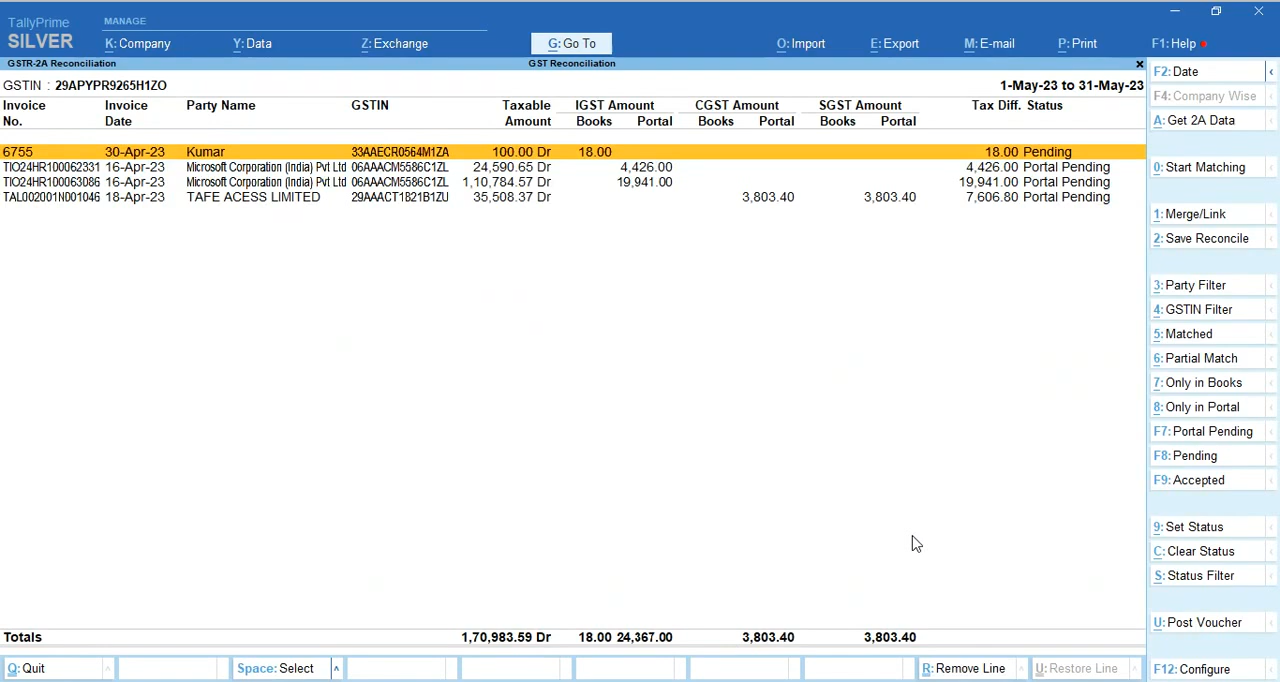 TallyPrime
SILVER
MANAGE
K: Company
Y: Data
Z: Exchange
G: Go To
O: Import
E: Export
M: E-mail
P: Print
F1: Help
GSTR-2A Reconciliation
GST Reconciliation
GSTIN : 29APYPR9265H1ZO
1-May-23 to 31-May-23
Invoice Invoice Party Name GSTIN Taxable IGST Amount CGST Amount SGST Amount Tax Diff. Status
No. Date Amount Books Portal Books Portal Books Portal
6755 30-Apr-23 Kumar 33AAECR0564M1ZA 100.00 Dr 18.00 18.00 Pending
TIO24HR100062331 16-Apr-23 Microsoft Corporation (India) Pvt Ltd 06AAACM5586C1ZL 24,590.65 Dr 4,426.00 4,426.00 Portal Pending
TIO24HR100063086 16-Apr-23 Microsoft Corporation (India) Pvt Ltd 06AAACM5586C1ZL 1,10,784.57 Dr 19,941.00 19,941.00 Portal Pending
TAL002001N001046 18-Apr-23 TAFE ACESS LIMITED 29AAACT1821B1ZU 35,508.37 Dr 3,803.40 3,803.40 7,606.80 Portal Pending
Totals 1,70,983.59 Dr 18.00 24,367.00 3,803.40 3,803.40
F2: Date
F4: Company Wise
A: Get 2A Data
0: Start Matching
1: Merge/Link
2: Save Reconcile
3: Party Filter
4: GSTIN Filter
5: Matched
6: Partial Match
7: Only in Books
8: Only in Portal
F7: Portal Pending
F8: Pending
F9: Accepted
9: Set Status
C: Clear Status
S: Status Filter
U: Post Voucher
F12: Configure
Q: Quit
Space: Select
R: Remove Line
U: Restore Line